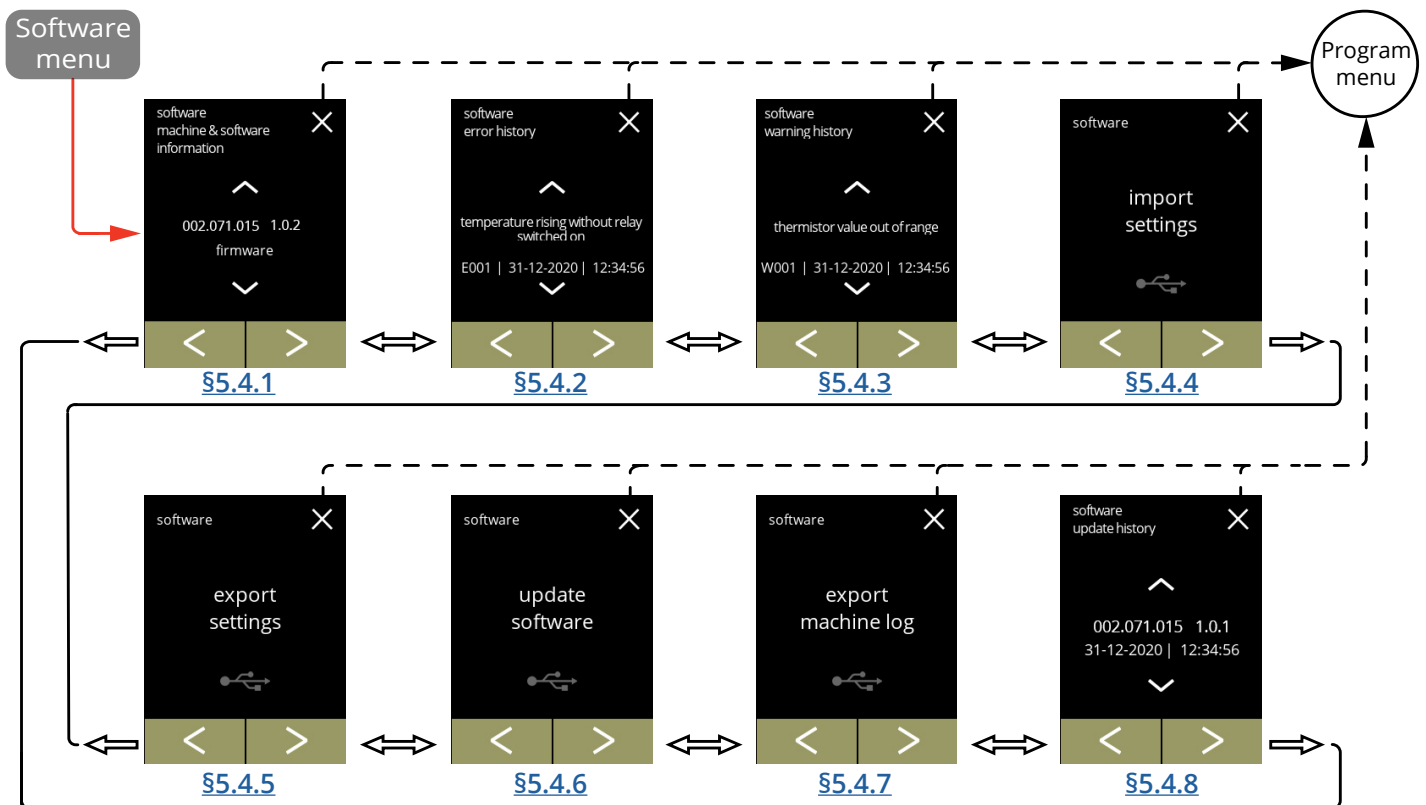 Software
menu
Program
menu
software
machine & software
information
002.071.015 1.0.2
firmware
§5.4.1
software
error history
temperature rising without relay
switched on
E001 | 31-12-2020 | 12:34:56
§5.4.2
software
warning history
thermistor value out of range
W001 | 31-12-2020 | 12:34:56
§5.4.3
software
import
settings
§5.4.4
software
export
settings
§5.4.5
software
update
software
§5.4.6
software
export
machine log
§5.4.7
software
update history
002.071.015 1.0.1
31-12-2020 | 12:34:56
§5.4.8